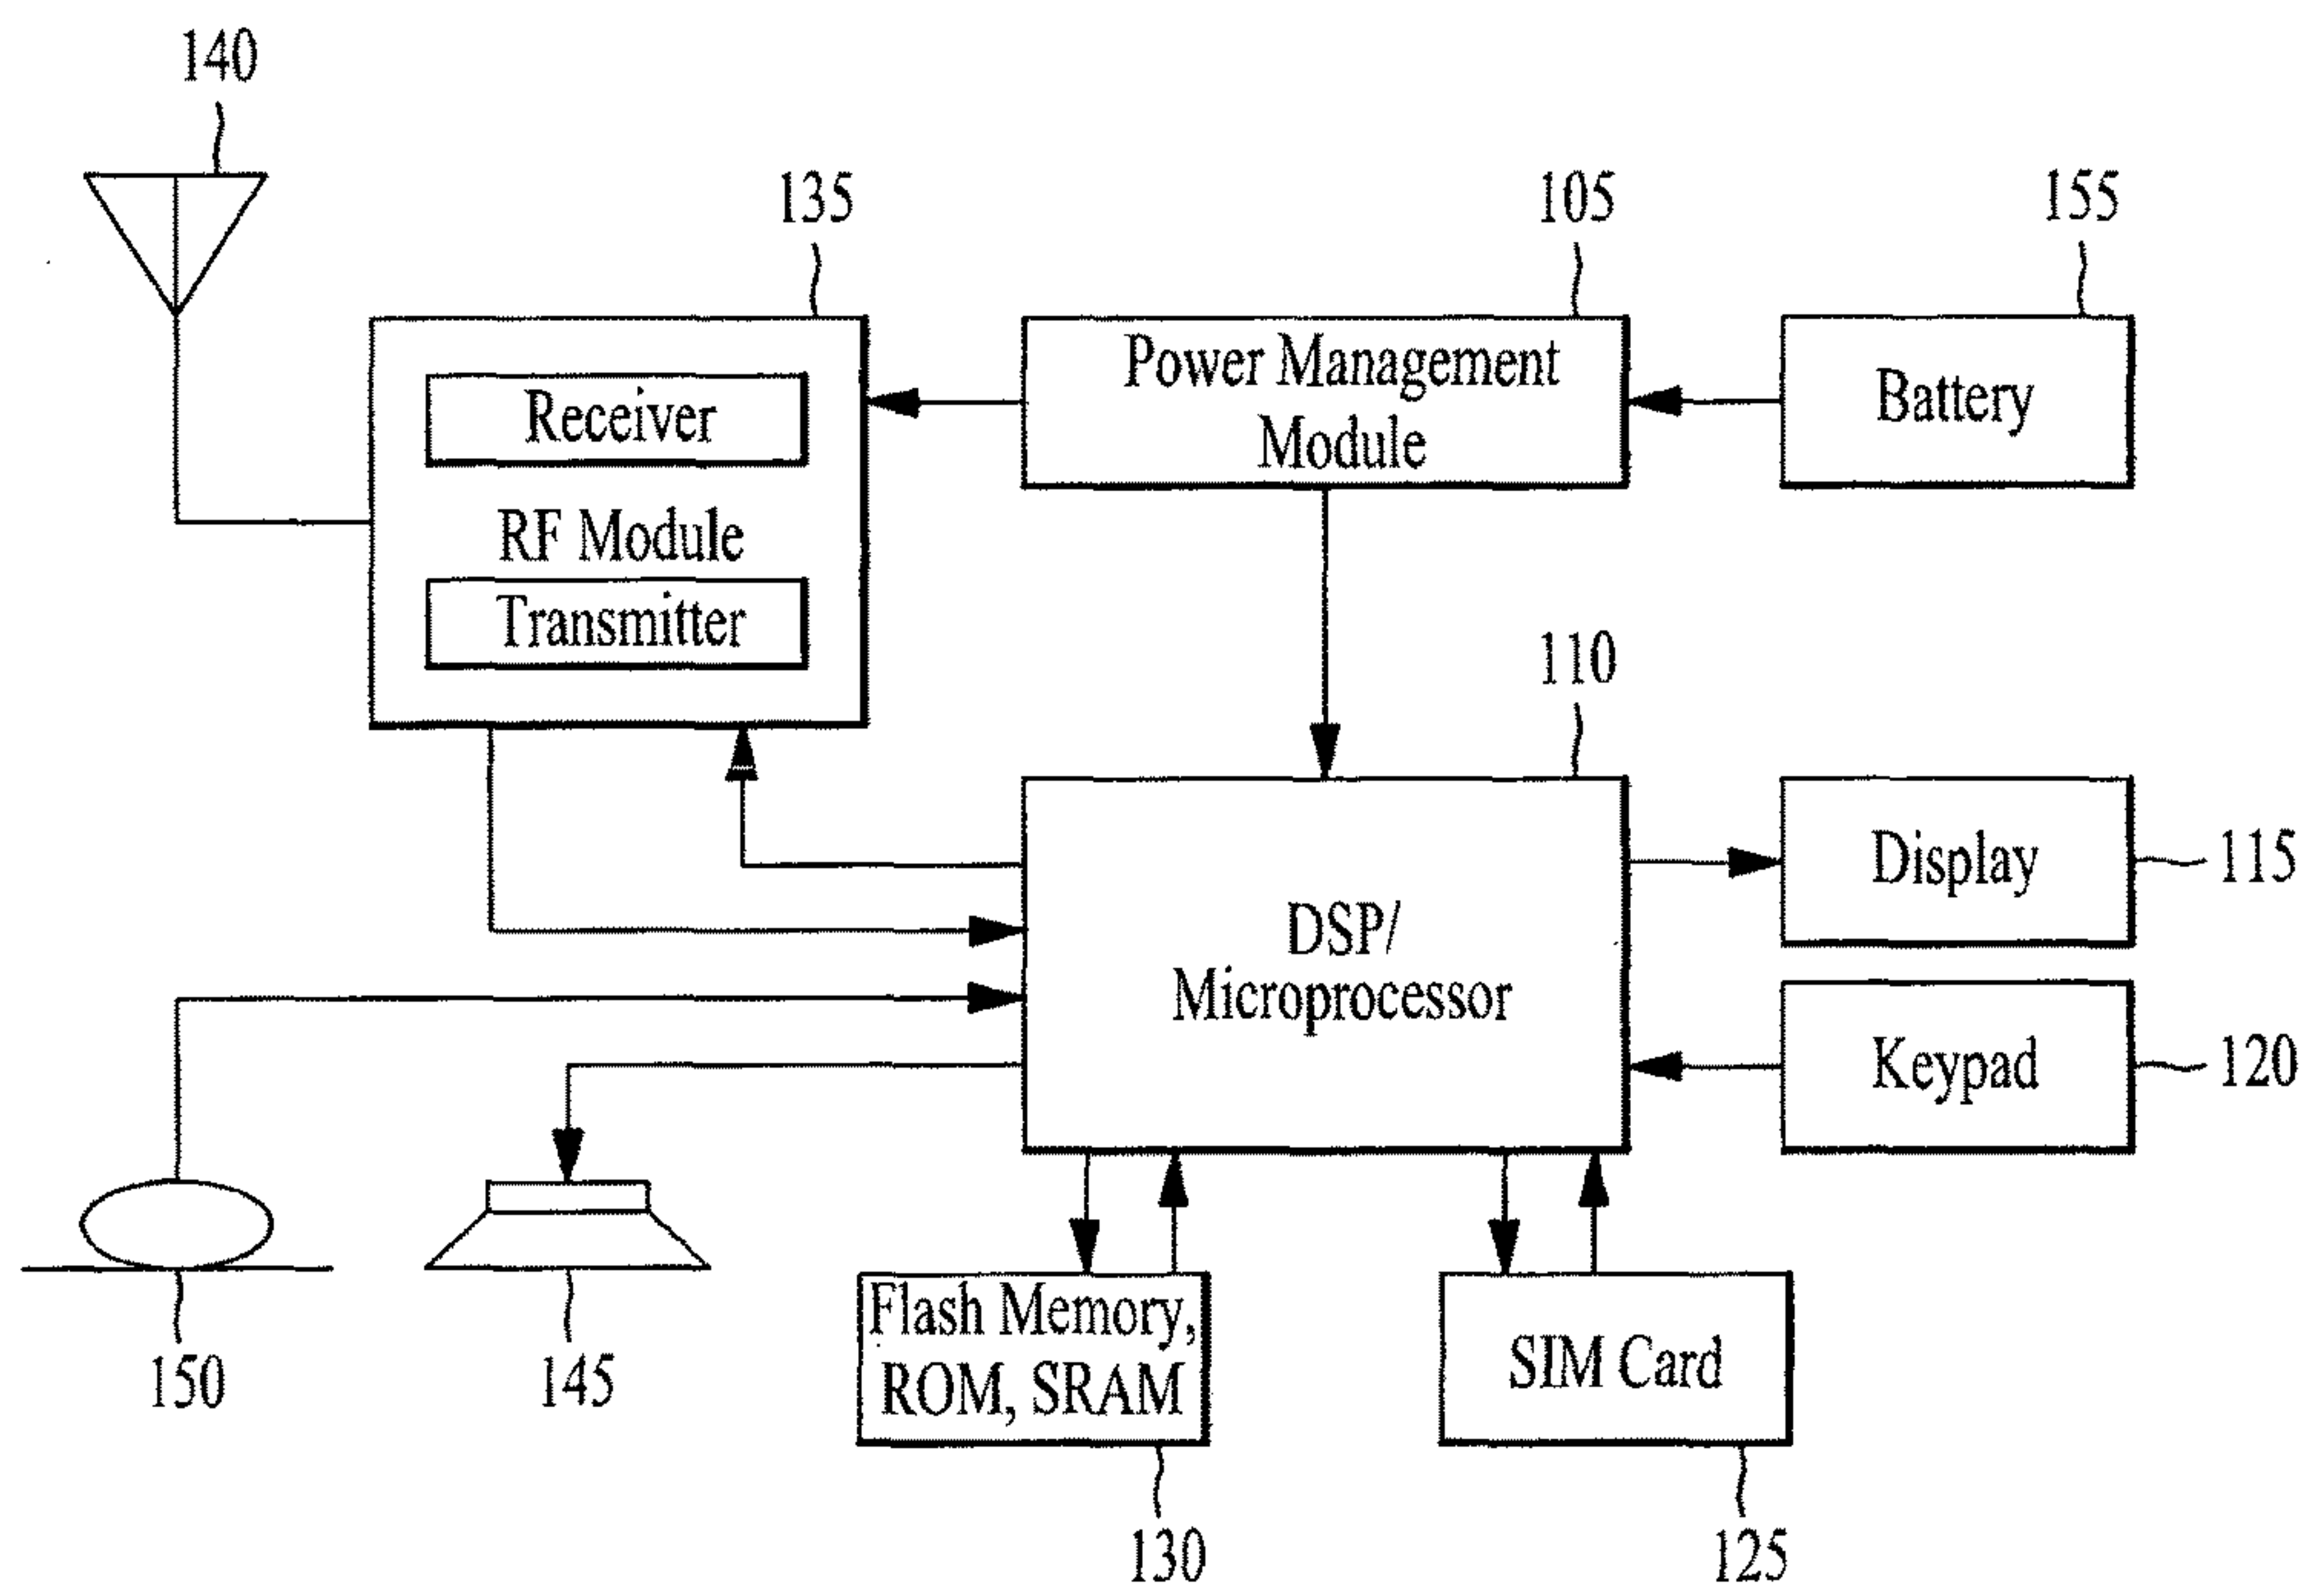 140
135
105
155
Receiver
RF Module
Transmitter
Power Management
Module
Battery
110
DSP/
Microprocessor
Display
115
Keypad
120
150
145
Flash Memory,
ROM, SRAM
130
SIM Card
125